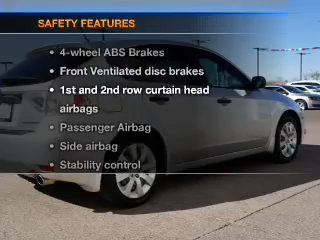 SAFETY FEATURES
• 4-wheel ABS Brakes
• Front Ventilated disc brakes
• 1st and 2nd row curtain head
airbags
• Passenger Airbag
• Side airbag
• Stability control